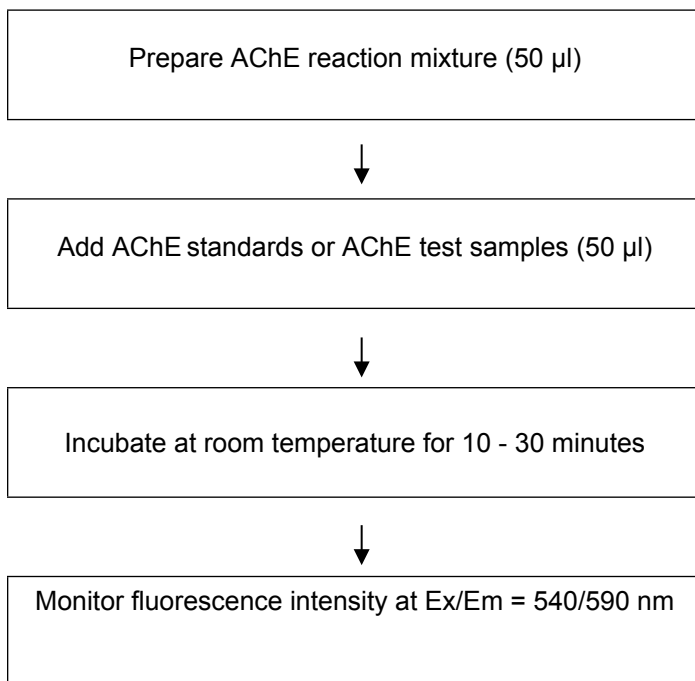 Prepare AChE reaction mixture (50 µl)
Add AChE standards or AChE test samples (50 µl)
Incubate at room temperature for 10 - 30 minutes
Monitor fluorescence intensity at Ex/Em = 540/590 nm